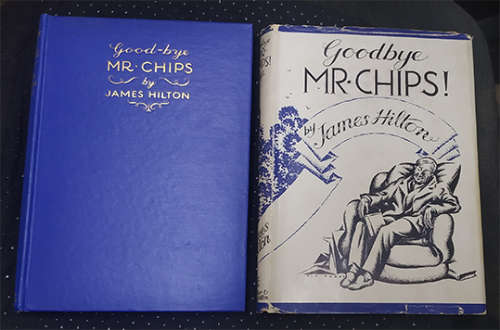 Good-bye
MR·CHIPS
by
JAMES HILTON
Goodbye
MR·CHIPS!
by James Hilton